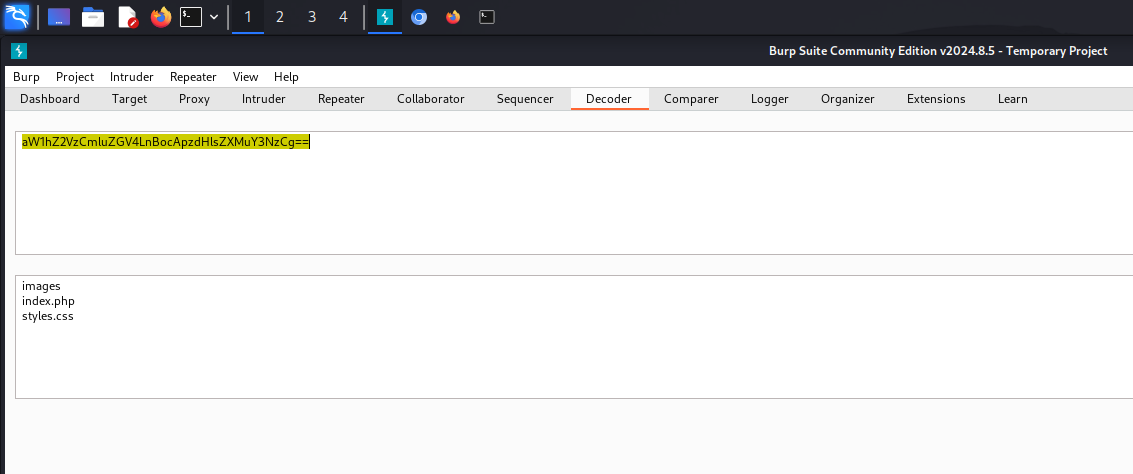 1 2 3 4
Burp Suite Community Edition v2024.8.5 - Temporary Project
Burp Project Intruder Repeater View Help
Dashboard Target Proxy Intruder Repeater Collaborator Sequencer Decoder Comparer Logger Organizer Extensions Learn
aW1hZ2VzCmluZGV4LnBocApzdHlsZXMuY3NzCg==
images
index.php
styles.css